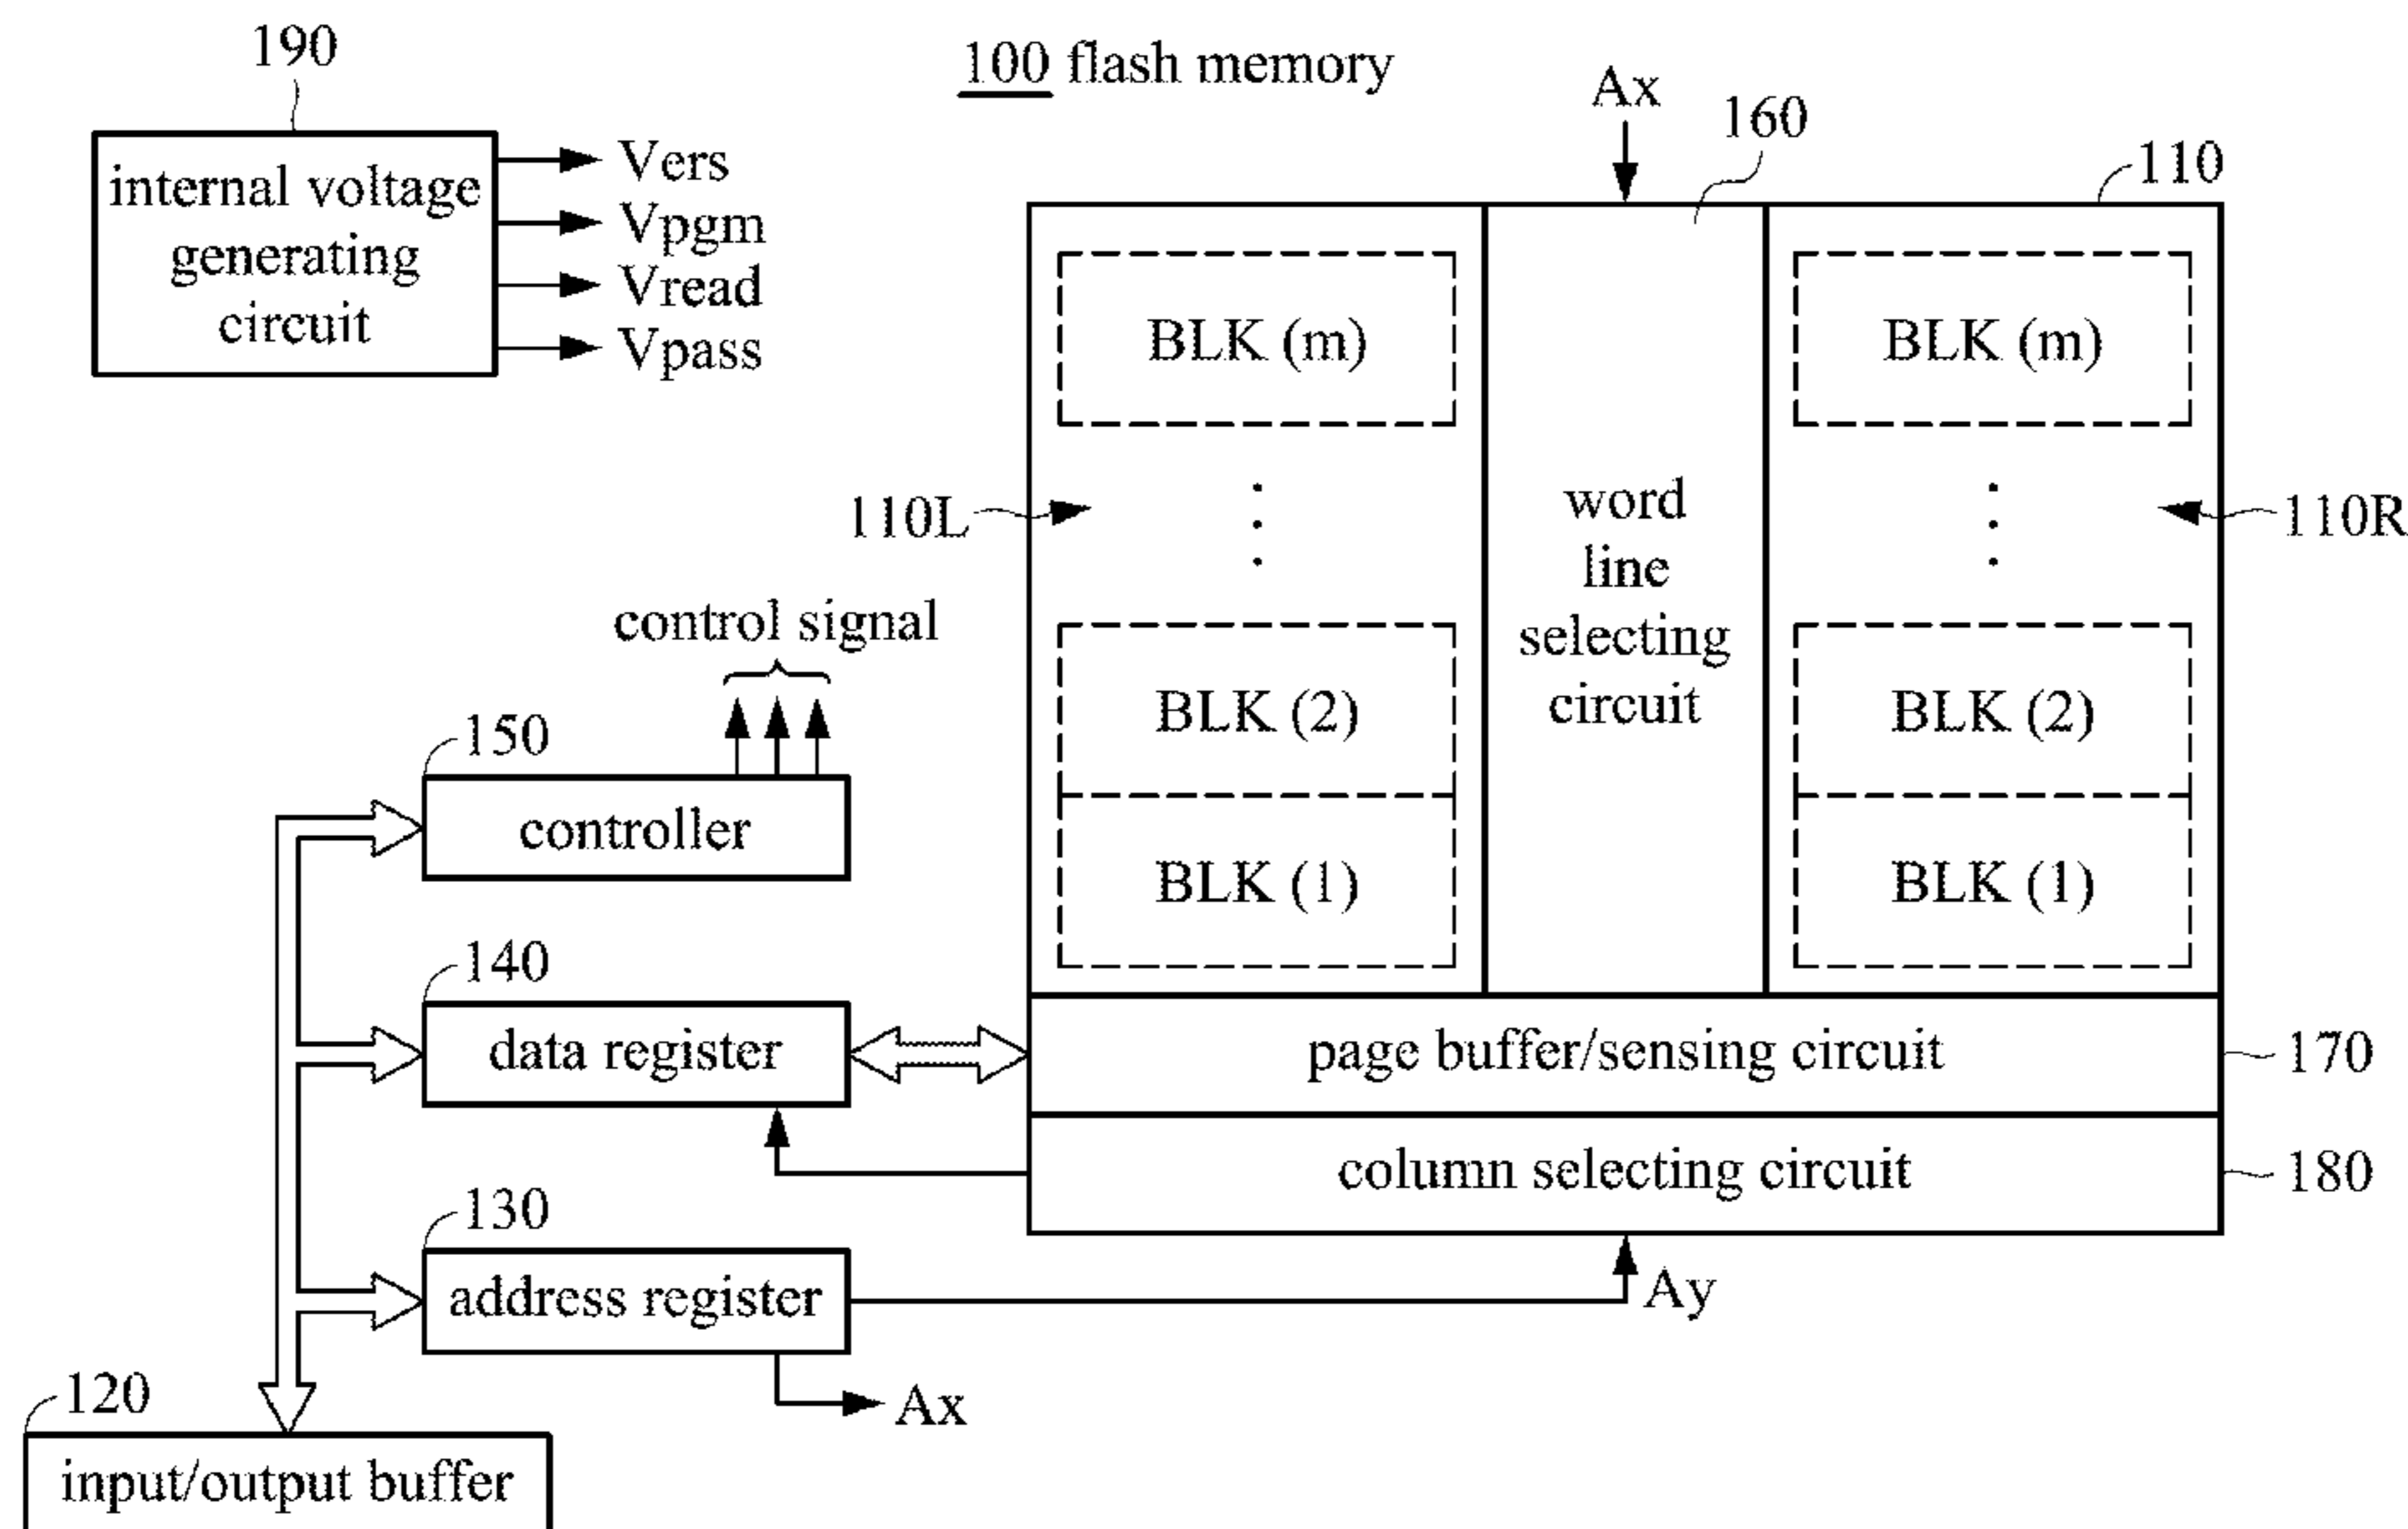 190
100 flash memory
Ax
160
110
internal voltage
generating
circuit
Vers
Vpgm
Vread
Vpass
BLK (m)
BLK (m)
110L
110R
word
line
selecting
circuit
control signal
BLK (2)
BLK (2)
150
controller
BLK (1)
BLK (1)
140
data register
page buffer/sensing circuit
170
column selecting circuit
180
130
address register
Ay
Ax
120
input/output buffer